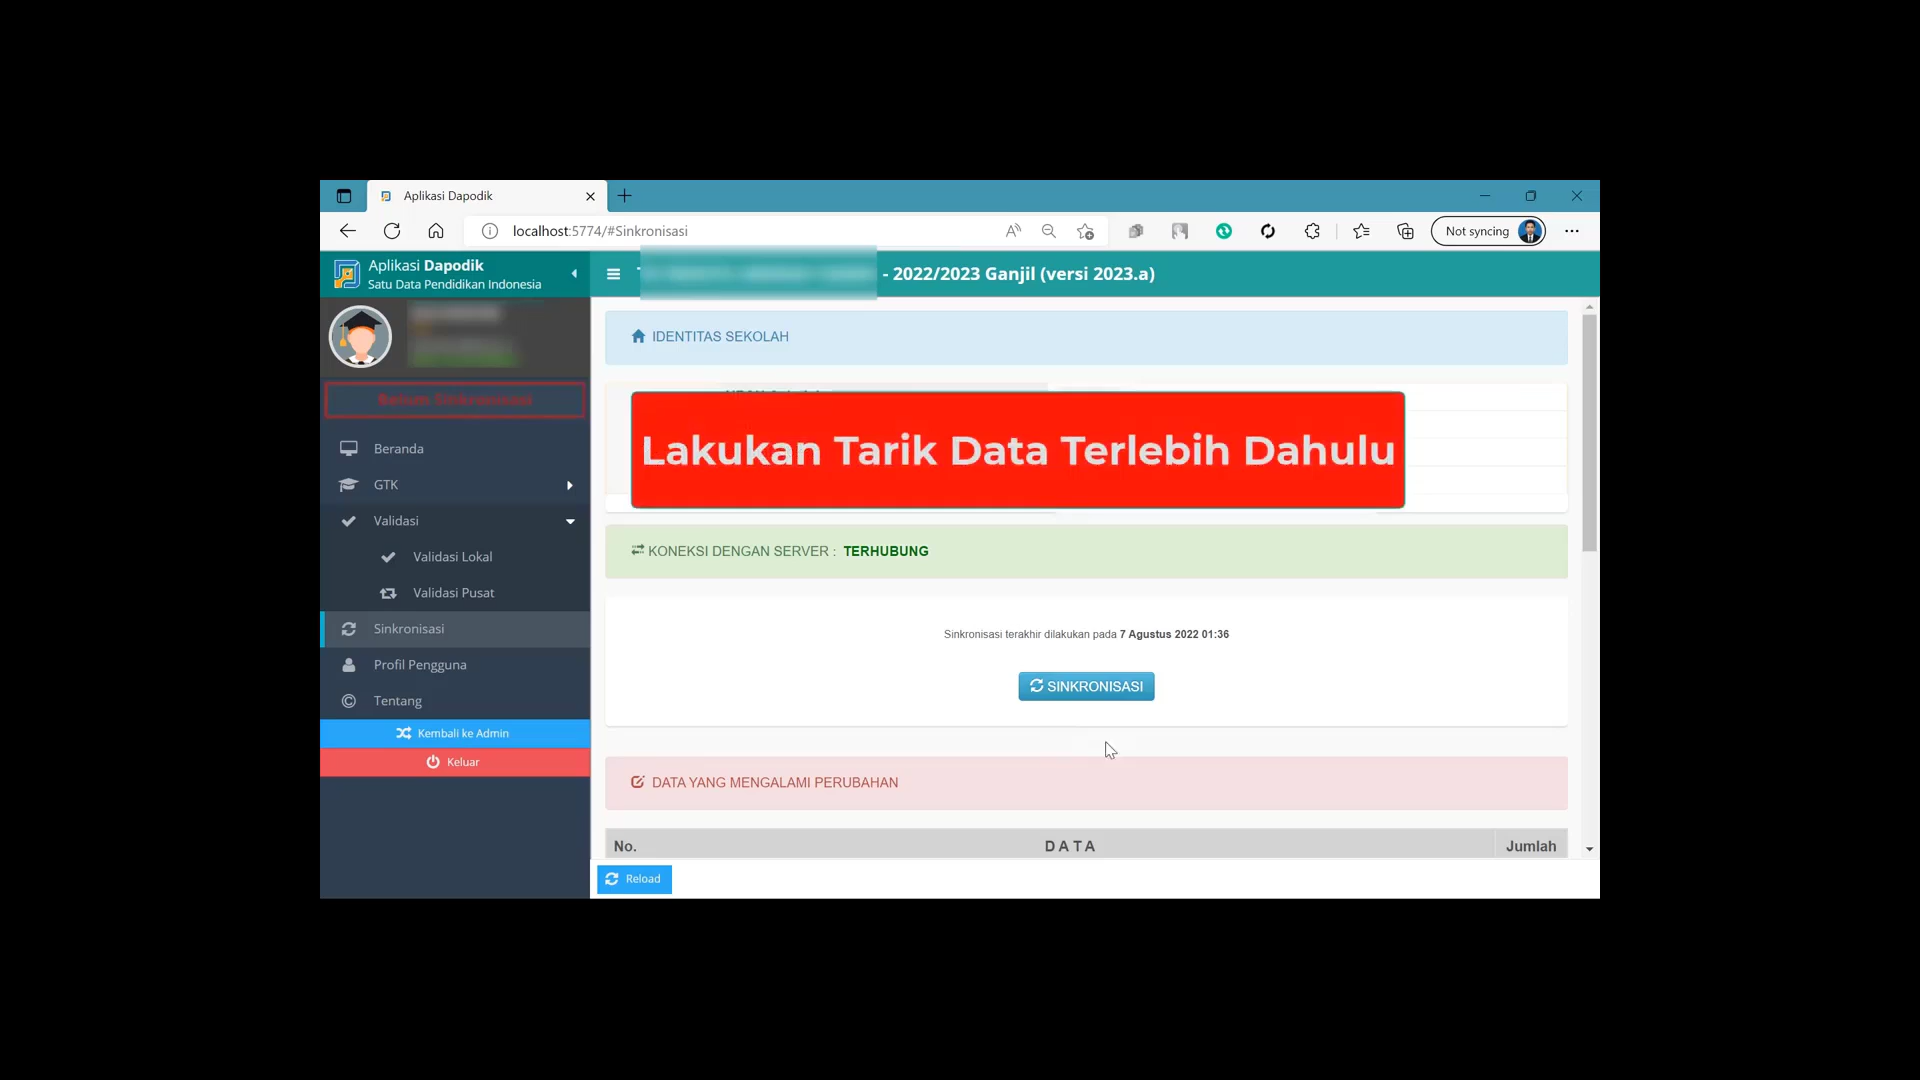 Aplikasi Dapodik
localhost:5774/#Sinkronisasi
Not syncing
Aplikasi Dapodik
Satu Data Pendidikan Indonesia
- 2022/2023 Ganjil (versi 2023.a)
IDENTITAS SEKOLAH
Lakukan Tarik Data Terlebih Dahulu
Beranda
GTK
Validasi
Validasi Lokal
Validasi Pusat
Sinkronisasi
Profil Pengguna
Tentang
Kembali ke Admin
Keluar
KONEKSI DENGAN SERVER : TERHUBUNG
Sinkronisasi terakhir dilakukan pada 7 Agustus 2022 01:36
SINKRONISASI
DATA YANG MENGALAMI PERUBAHAN
No. D A T A Jumlah
Reload